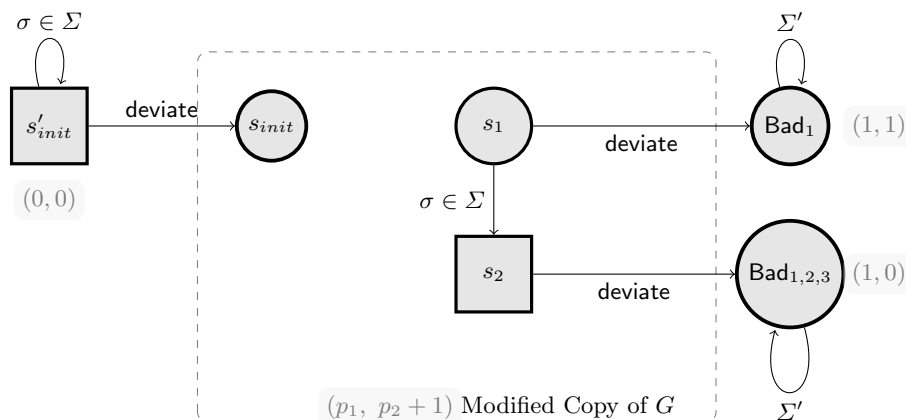 σ ∈ Σ
Σ′
deviate
s′init
sinit
s1
Bad1
(1, 1)
deviate
(0, 0)
σ ∈ Σ
s2
Bad1,2,3
(1, 0)
deviate
(p1, p2 + 1) Modified Copy of G
Σ′